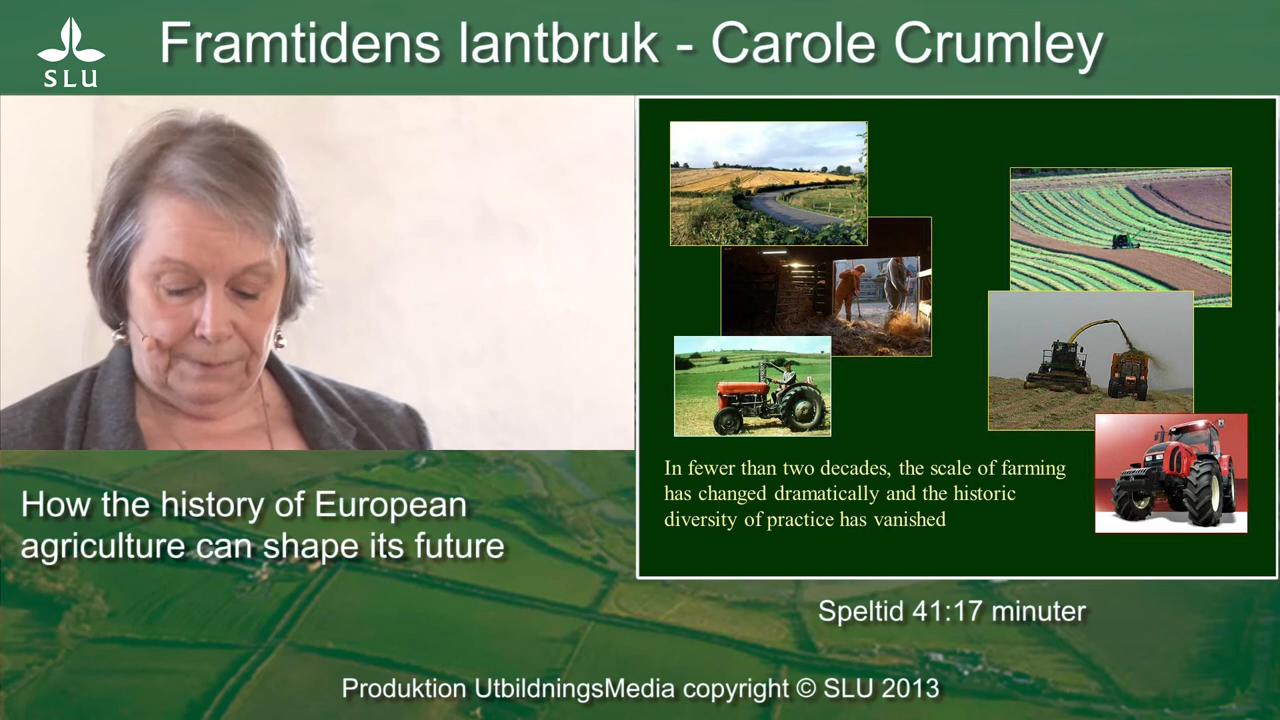 SLU
Framtidens lantbruk - Carole Crumley
In fewer than two decades, the scale of farming
has changed dramatically and the historic
diversity of practice has vanished
How the history of European
agriculture can shape its future
Speltid 41:17 minuter
Produktion UtbildningsMedia copyright © SLU 2013